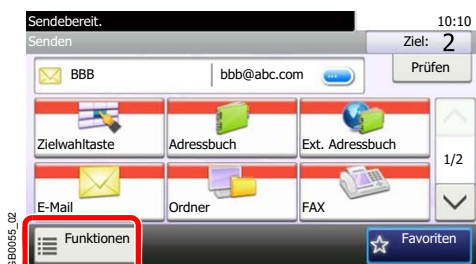 Sendebereit.
10:10
Senden
Ziel: 2
BBB
bbb@abc.com
Prüfen
Zielwahltaste
Adressbuch
Ext. Adressbuch
1/2
E-Mail
Ordner
FAX
Funktionen
Favoriten